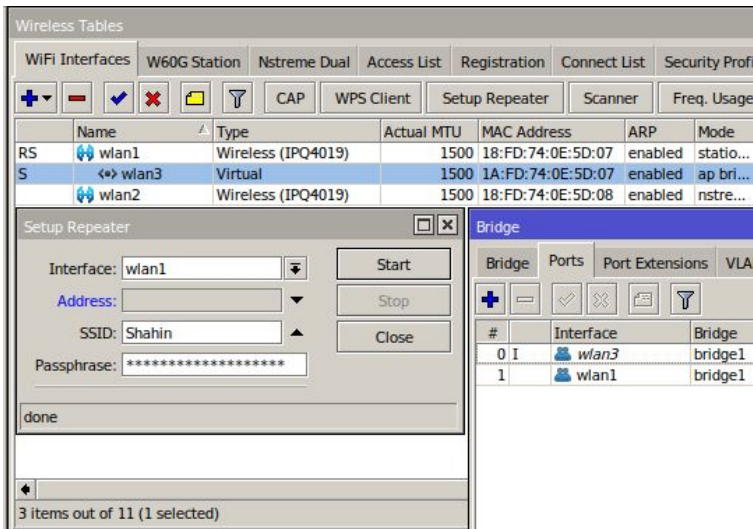 Wireless Tables
WiFi Interfaces W60G Station Nstreme Dual Access List Registration Connect List Security Profi
CAP WPS Client Setup Repeater Scanner Freq. Usage
Name Type Actual MTU MAC Address ARP Mode
RS wlan1 Wireless (IPQ4019) 1500 18:FD:74:0E:5D:07 enabled statio...
S wlan3 Virtual 1500 1A:FD:74:0E:5D:07 enabled ap bri...
wlan2 Wireless (IPQ4019) 1500 18:FD:74:0E:5D:08 enabled nstre...
Setup Repeater
Interface: wlan1 Start
Address: Stop
SSID: Shahin Close
Passphrase: *******************
done
3 items out of 11 (1 selected)
Bridge
Bridge Ports Port Extensions VLA
# Interface Bridge
0 I wlan3 bridge1
1 wlan1 bridge1